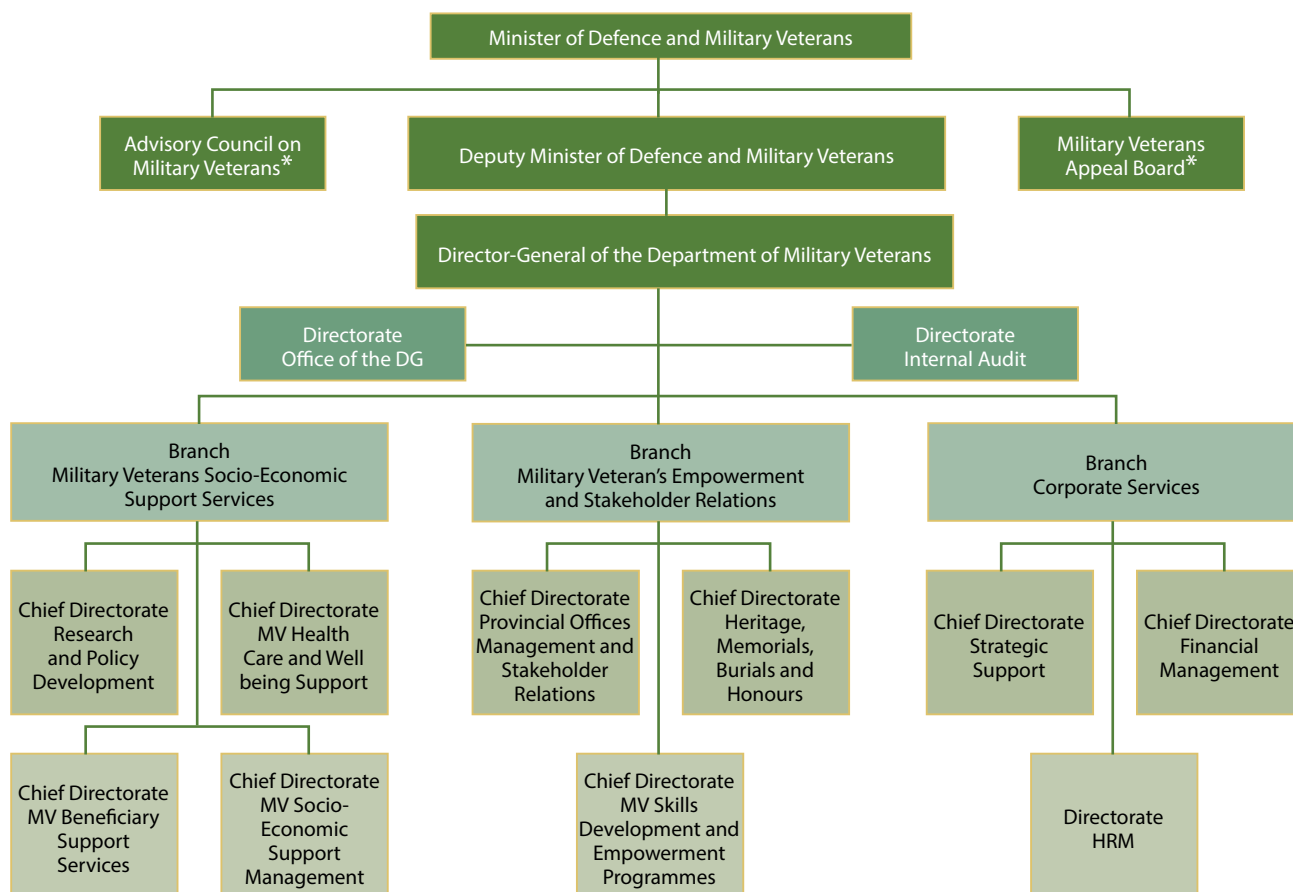 Minister of Defence and Military Veterans
Advisory Council on
Military Veterans*
Deputy Minister of Defence and Military Veterans
Military Veterans
Appeal Board*
Director-General of the Department of Military Veterans
Directorate
Office of the DG
Directorate
Internal Audit
Branch
Military Veterans Socio-Economic
Support Services
Branch
Military Veteran’s Empowerment
and Stakeholder Relations
Branch
Corporate Services
Chief Directorate
Research
and Policy
Development
Chief Directorate
MV Health
Care and Well
being Support
Chief Directorate
Provincial Offices
Management and
Stakeholder
Relations
Chief Directorate
Heritage,
Memorials,
Burials and
Honours
Chief Directorate
Strategic
Support
Chief Directorate
Financial
Management
Chief Directorate
MV Beneficiary
Support
Services
Chief Directorate
MV Socio-
Economic
Support
Management
Chief Directorate
MV Skills
Development and
Empowerment
Programmes
Directorate
HRM